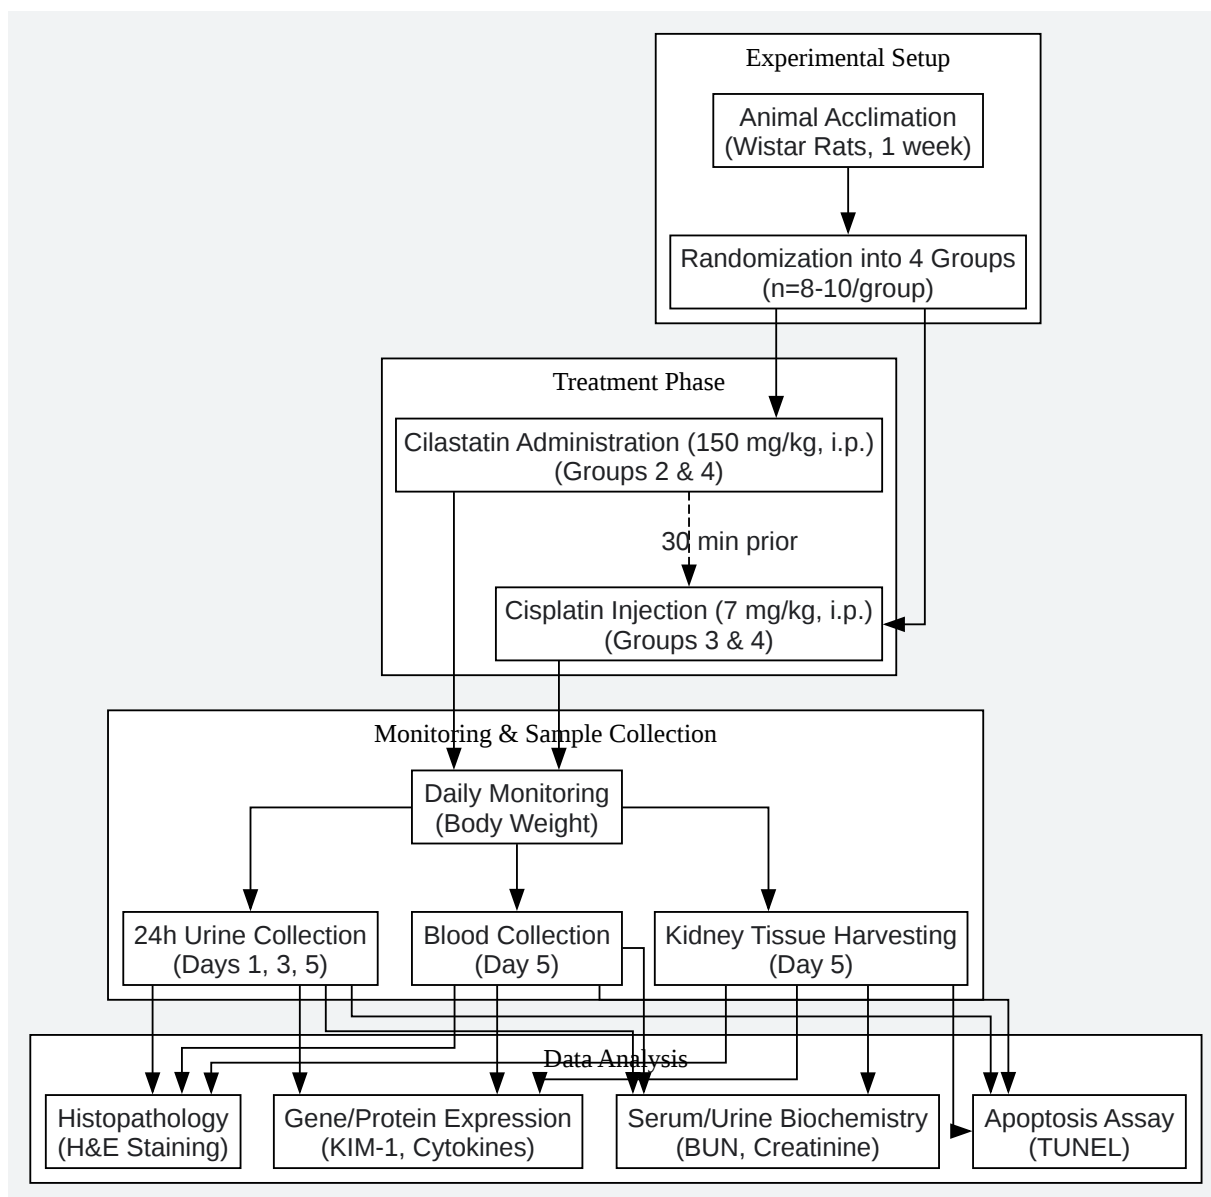 Experimental Setup
Animal Acclimation
(Wistar Rats, 1 week)
Randomization into 4 Groups
(n=8-10/group)
Treatment Phase
Cilastatin Administration (150 mg/kg, i.p.)
(Groups 2 & 4)
30 min prior
Cisplatin Injection (7 mg/kg, i.p.)
(Groups 3 & 4)
Monitoring & Sample Collection
Daily Monitoring
(Body Weight)
24h Urine Collection
(Days 1, 3, 5)
Blood Collection
(Day 5)
Kidney Tissue Harvesting
(Day 5)
Data Analysis
Histopathology
(H&E Staining)
Gene/Protein Expression
(KIM-1, Cytokines)
Serum/Urine Biochemistry
(BUN, Creatinine)
Apoptosis Assay
(TUNEL)